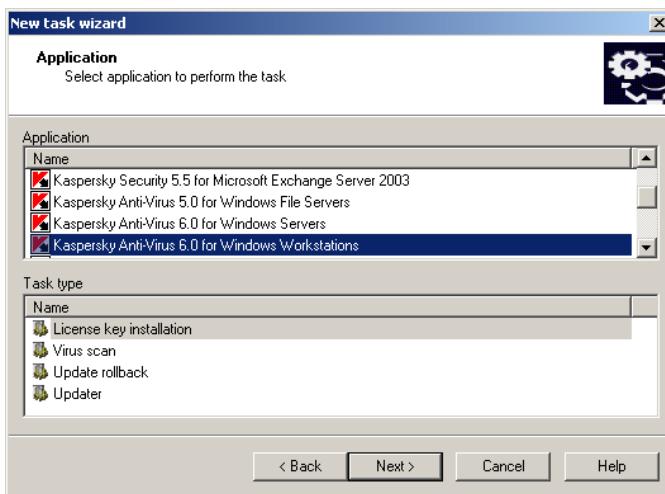 New task wizard
Application
Select application to perform the task
Application
Name
Kaspersky Security 5.5 for Microsoft Exchange Server 2003
Kaspersky Anti-Virus 5.0 for Windows File Servers
Kaspersky Anti-Virus 6.0 for Windows Servers
Kaspersky Anti-Virus 6.0 for Windows Workstations
Task type
Name
License key installation
Virus scan
Update rollback
Updater
< Back Next > Cancel Help